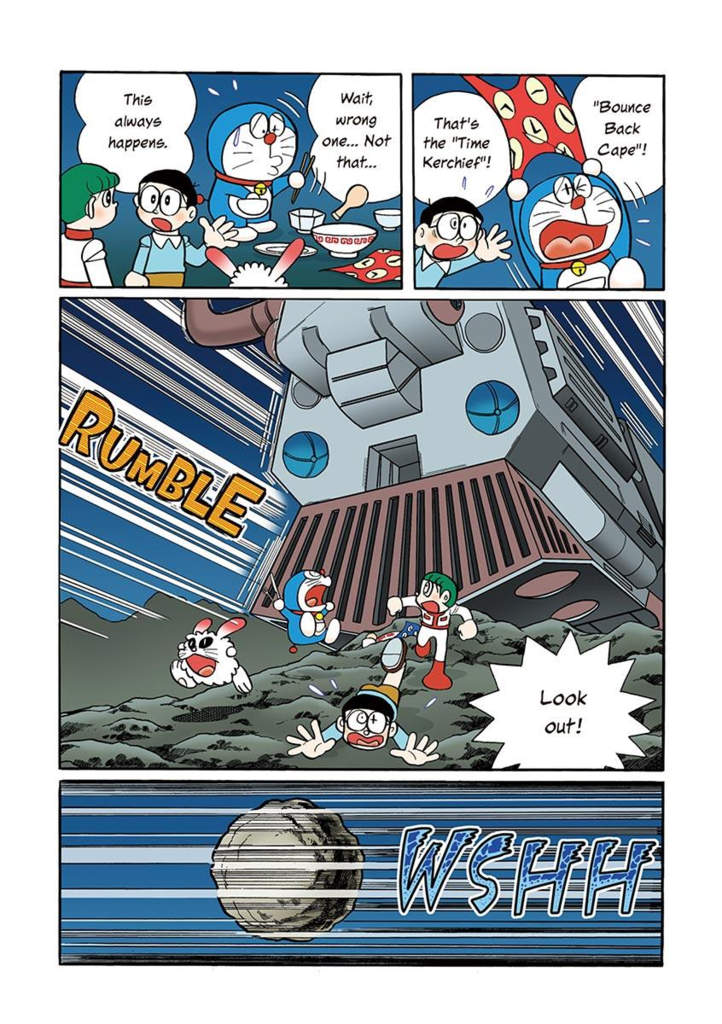 This
always
happens.
Wait,
wrong
one... Not
that...
That's
the "Time
Kerchief"!
"Bounce
Back
Cape"!
RUMBLE
Look
out!
WSHH